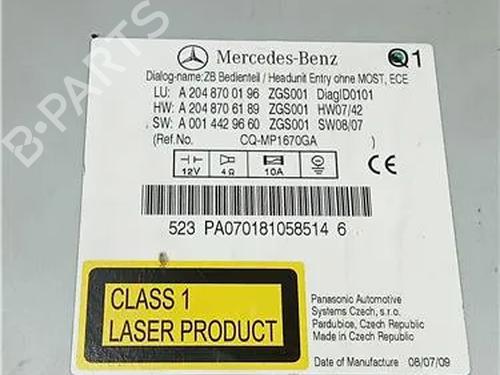 Mercedes-Benz Q1
Dialog-name: ZB Bedienteil / Headunit Entry ohne MOST, ECE
LU: A 204 870 01 96 ZGS001 DiagID0101
HW: A 204 870 61 89 ZGS001 HW07/42
SW: A 001 442 96 60 ZGS001 SW08/07
(Ref.No. CQ-MP1670GA )
12V 4Ω 10A
CE
523 PA070181058514 6
CLASS 1
LASER PRODUCT
Panasonic Automotive
Systems Czech, s.r.o.
Pardubice, Czech Republic
Made in Czech Republic
Date of Manufacture 08/07/09
B-PARTS